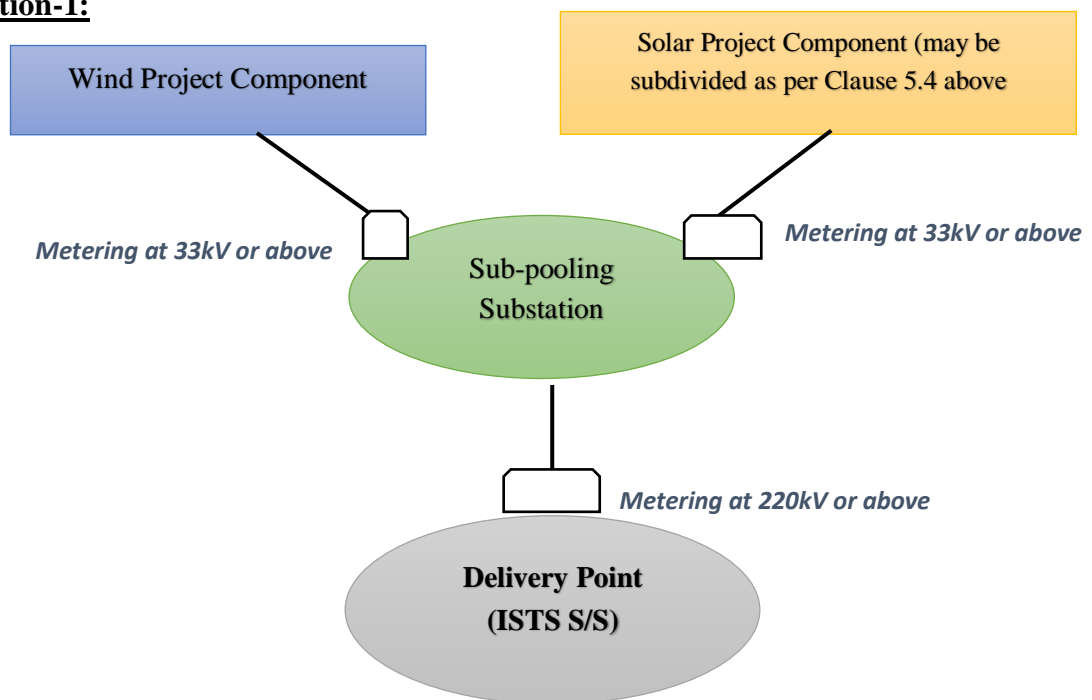 tion-1:
Wind Project Component
Solar Project Component (may be
subdivided as per Clause 5.4 above
Metering at 33kV or above
Metering at 33kV or above
Sub-pooling
Substation
Metering at 220kV or above
Delivery Point
(ISTS S/S)